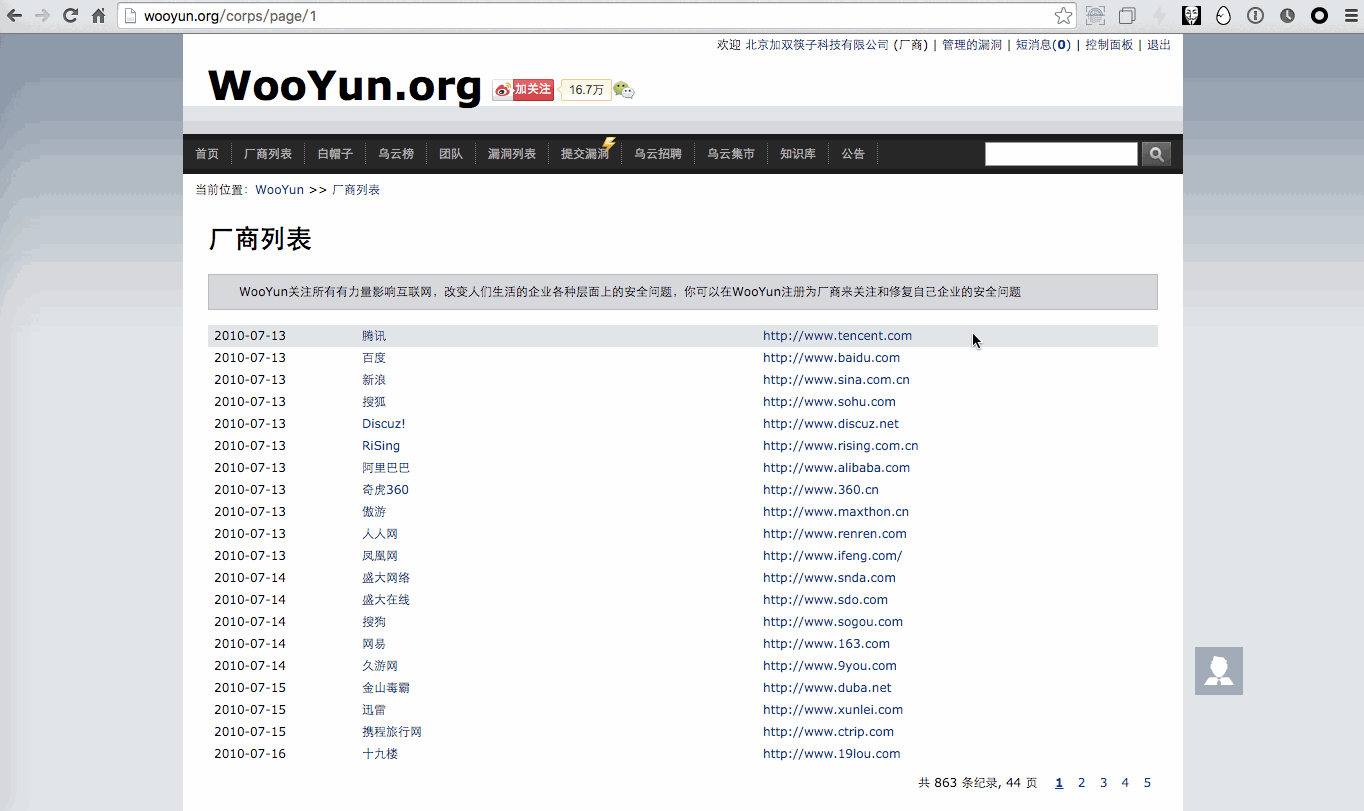 wooyun.org/corps/page/1
欢迎 北京加双筷子科技有限公司 (厂商) | 管理的漏洞 | 短消息(0) | 控制面板 | 退出
WooYun.org 加关注 16.7万
首页 厂商列表 白帽子 乌云榜 团队 漏洞列表 提交漏洞 乌云招聘 乌云集市 知识库 公告
当前位置：WooYun >> 厂商列表
厂商列表
WooYun关注所有有力量影响互联网，改变人们生活的企业各种层面上的安全问题，你可以在WooYun注册为厂商来关注和修复自己企业的安全问题
2010-07-13 腾讯 http://www.tencent.com
2010-07-13 百度 http://www.baidu.com
2010-07-13 新浪 http://www.sina.com.cn
2010-07-13 搜狐 http://www.sohu.com
2010-07-13 Discuz! http://www.discuz.net
2010-07-13 RiSing http://www.rising.com.cn
2010-07-13 阿里巴巴 http://www.alibaba.com
2010-07-13 奇虎360 http://www.360.cn
2010-07-13 傲游 http://www.maxthon.cn
2010-07-13 人人网 http://www.renren.com
2010-07-13 凤凰网 http://www.ifeng.com/
2010-07-14 盛大网络 http://www.snda.com
2010-07-14 盛大在线 http://www.sdo.com
2010-07-14 搜狗 http://www.sogou.com
2010-07-14 网易 http://www.163.com
2010-07-14 久游网 http://www.9you.com
2010-07-15 金山毒霸 http://www.duba.net
2010-07-15 迅雷 http://www.xunlei.com
2010-07-15 携程旅行网 http://www.ctrip.com
2010-07-16 十九楼 http://www.19lou.com
共 863 条纪录, 44 页 1 2 3 4 5